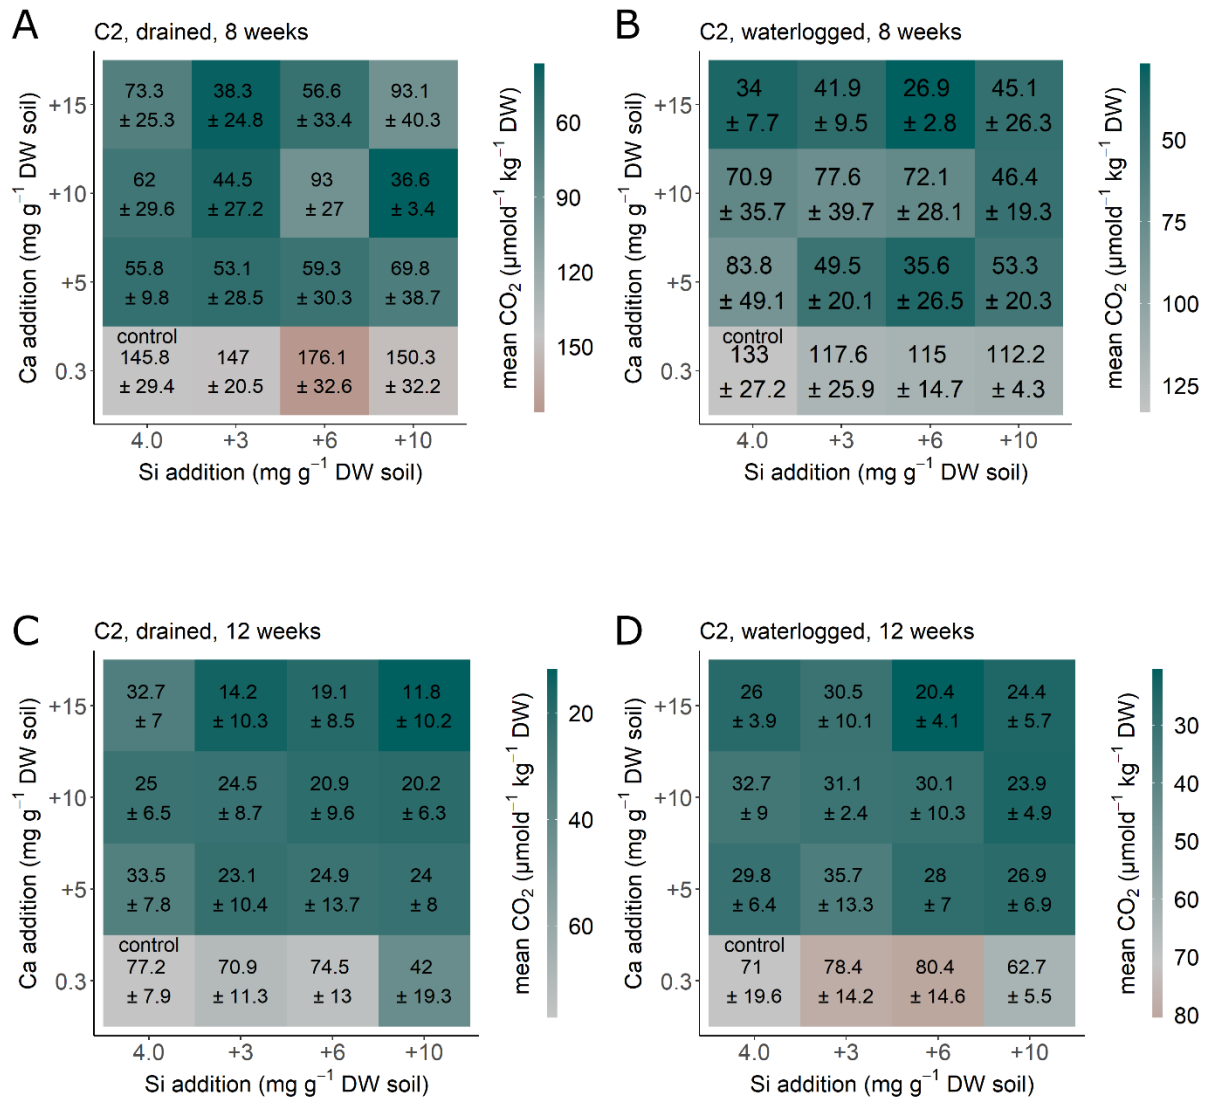 A
C2, drained, 8 weeks
Ca addition (mg g⁻¹ DW soil)
+15
+10
+5
0.3
73.3 38.3 56.6 93.1
± 25.3 ± 24.8 ± 33.4 ± 40.3
62 44.5 93 36.6
± 29.6 ± 27.2 ± 27 ± 3.4
55.8 53.1 59.3 69.8
± 9.8 ± 28.5 ± 30.3 ± 38.7
control
145.8 147 176.1 150.3
± 29.4 ± 20.5 ± 32.6 ± 32.2
4.0 +3 +6 +10
Si addition (mg g⁻¹ DW soil)
60
90
120
150
mean CO₂ (µmold⁻¹ kg⁻¹ DW)
B
C2, waterlogged, 8 weeks
Ca addition (mg g⁻¹ DW soil)
+15
+10
+5
0.3
34 41.9 26.9 45.1
± 7.7 ± 9.5 ± 2.8 ± 26.3
70.9 77.6 72.1 46.4
± 35.7 ± 39.7 ± 28.1 ± 19.3
83.8 49.5 35.6 53.3
± 49.1 ± 20.1 ± 26.5 ± 20.3
control
133 117.6 115 112.2
± 27.2 ± 25.9 ± 14.7 ± 4.3
4.0 +3 +6 +10
Si addition (mg g⁻¹ DW soil)
50
75
100
125
mean CO₂ (µmold⁻¹ kg⁻¹ DW)
C
C2, drained, 12 weeks
Ca addition (mg g⁻¹ DW soil)
+15
+10
+5
0.3
32.7 14.2 19.1 11.8
± 7 ± 10.3 ± 8.5 ± 10.2
25 24.5 20.9 20.2
± 6.5 ± 8.7 ± 9.6 ± 6.3
33.5 23.1 24.9 24
± 7.8 ± 10.4 ± 13.7 ± 8
control
77.2 70.9 74.5 42
± 7.9 ± 11.3 ± 13 ± 19.3
4.0 +3 +6 +10
Si addition (mg g⁻¹ DW soil)
20
40
60
mean CO₂ (µmold⁻¹ kg⁻¹ DW)
D
C2, waterlogged, 12 weeks
Ca addition (mg g⁻¹ DW soil)
+15
+10
+5
0.3
26 30.5 20.4 24.4
± 3.9 ± 10.1 ± 4.1 ± 5.7
32.7 31.1 30.1 23.9
± 9 ± 2.4 ± 10.3 ± 4.9
29.8 35.7 28 26.9
± 6.4 ± 13.3 ± 7 ± 6.9
control
71 78.4 80.4 62.7
± 19.6 ± 14.2 ± 14.6 ± 5.5
4.0 +3 +6 +10
Si addition (mg g⁻¹ DW soil)
30
40
50
60
70
80
mean CO₂ (µmold⁻¹ kg⁻¹ DW)